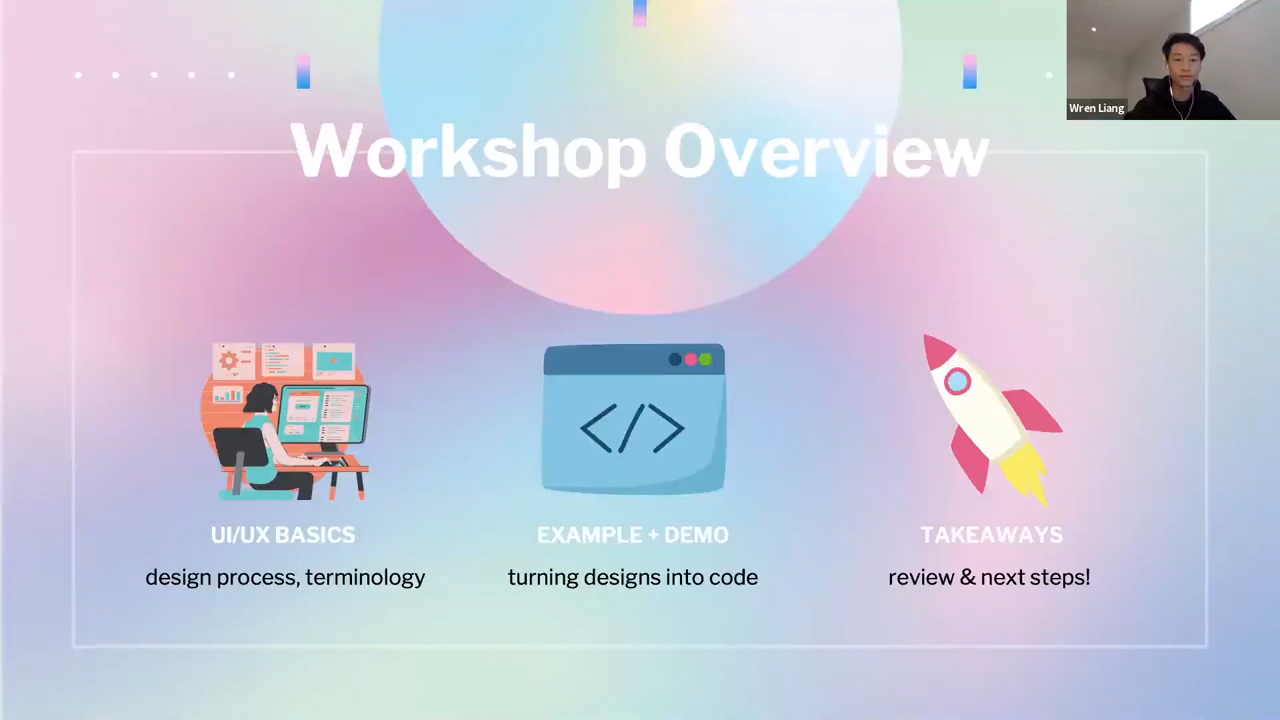 Wren Liang
Workshop Overview
</>
UI/UX BASICS
design process, terminology
EXAMPLE + DEMO
turning designs into code
TAKEAWAYS
review & next steps!